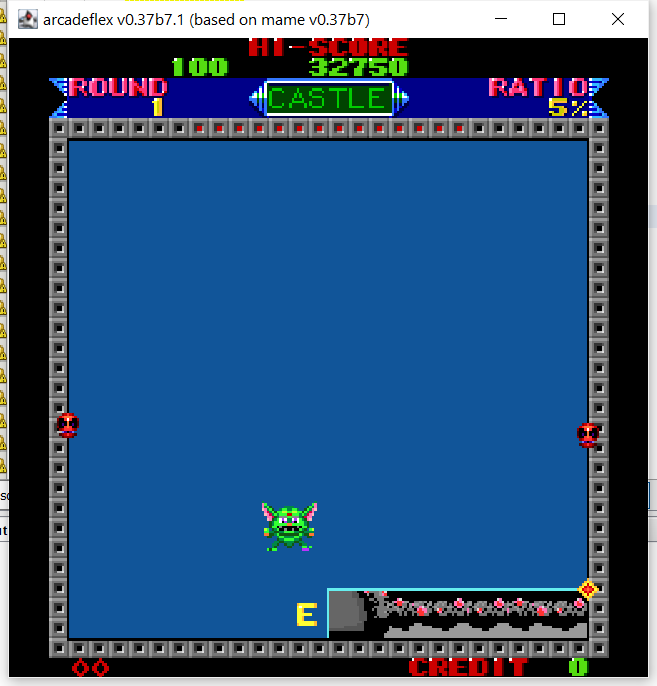 arcadeflex v0.37b7.1 (based on mame v0.37b7)
HI-SCORE
100 32750
ROUND CASTLE RATIO
1 5%
E
CREDIT 0